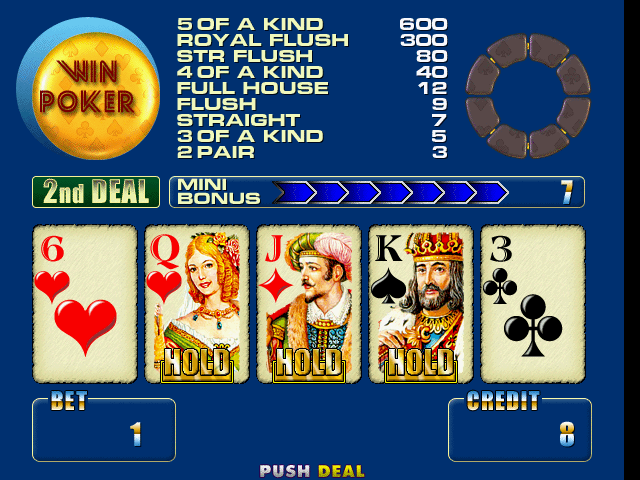 WIN
POKER
5 OF A KIND 600
ROYAL FLUSH 300
STR FLUSH 80
4 OF A KIND 40
FULL HOUSE 12
FLUSH 9
STRAIGHT 7
3 OF A KIND 5
2 PAIR 3
2nd DEAL
MINI
BONUS 7
6 Q J K 3
HOLD HOLD HOLD
BET CREDIT
1 8
PUSH DEAL